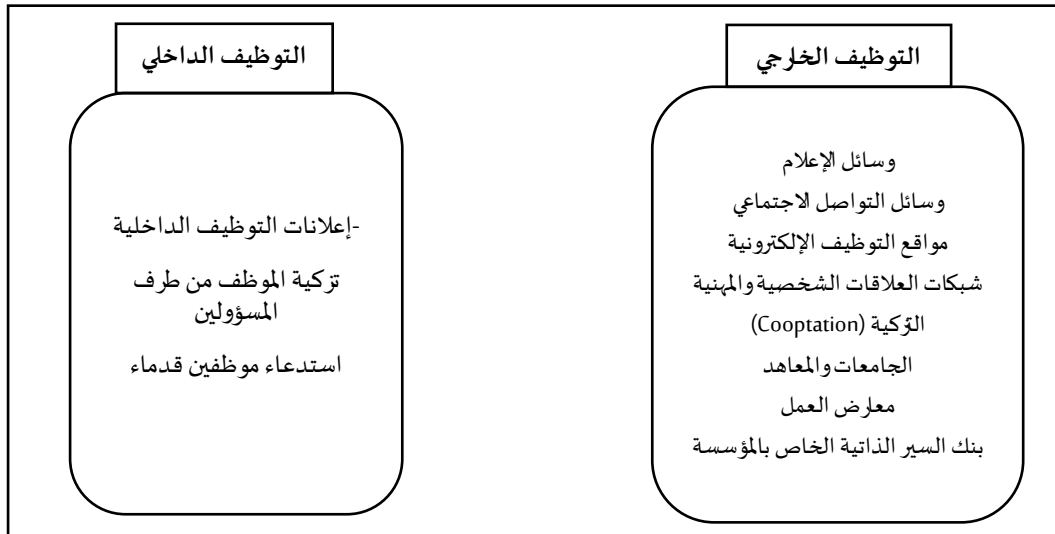 التوظيف الخارجي
وسائل الإعلام
وسائل التواصل الاجتماعي
مواقع التوظيف الإلكترونية
شبكات العلاقات الشخصية والمهنية
التزكية (Cooptation)
الجامعات والمعاهد
معارض العمل
بنك السير الذاتية الخاص بالمؤسسة
التوظيف الداخلي
-إعلانات التوظيف الداخلية
تزكية الموظف من طرف
المسؤولين
استدعاء موظفين قدماء